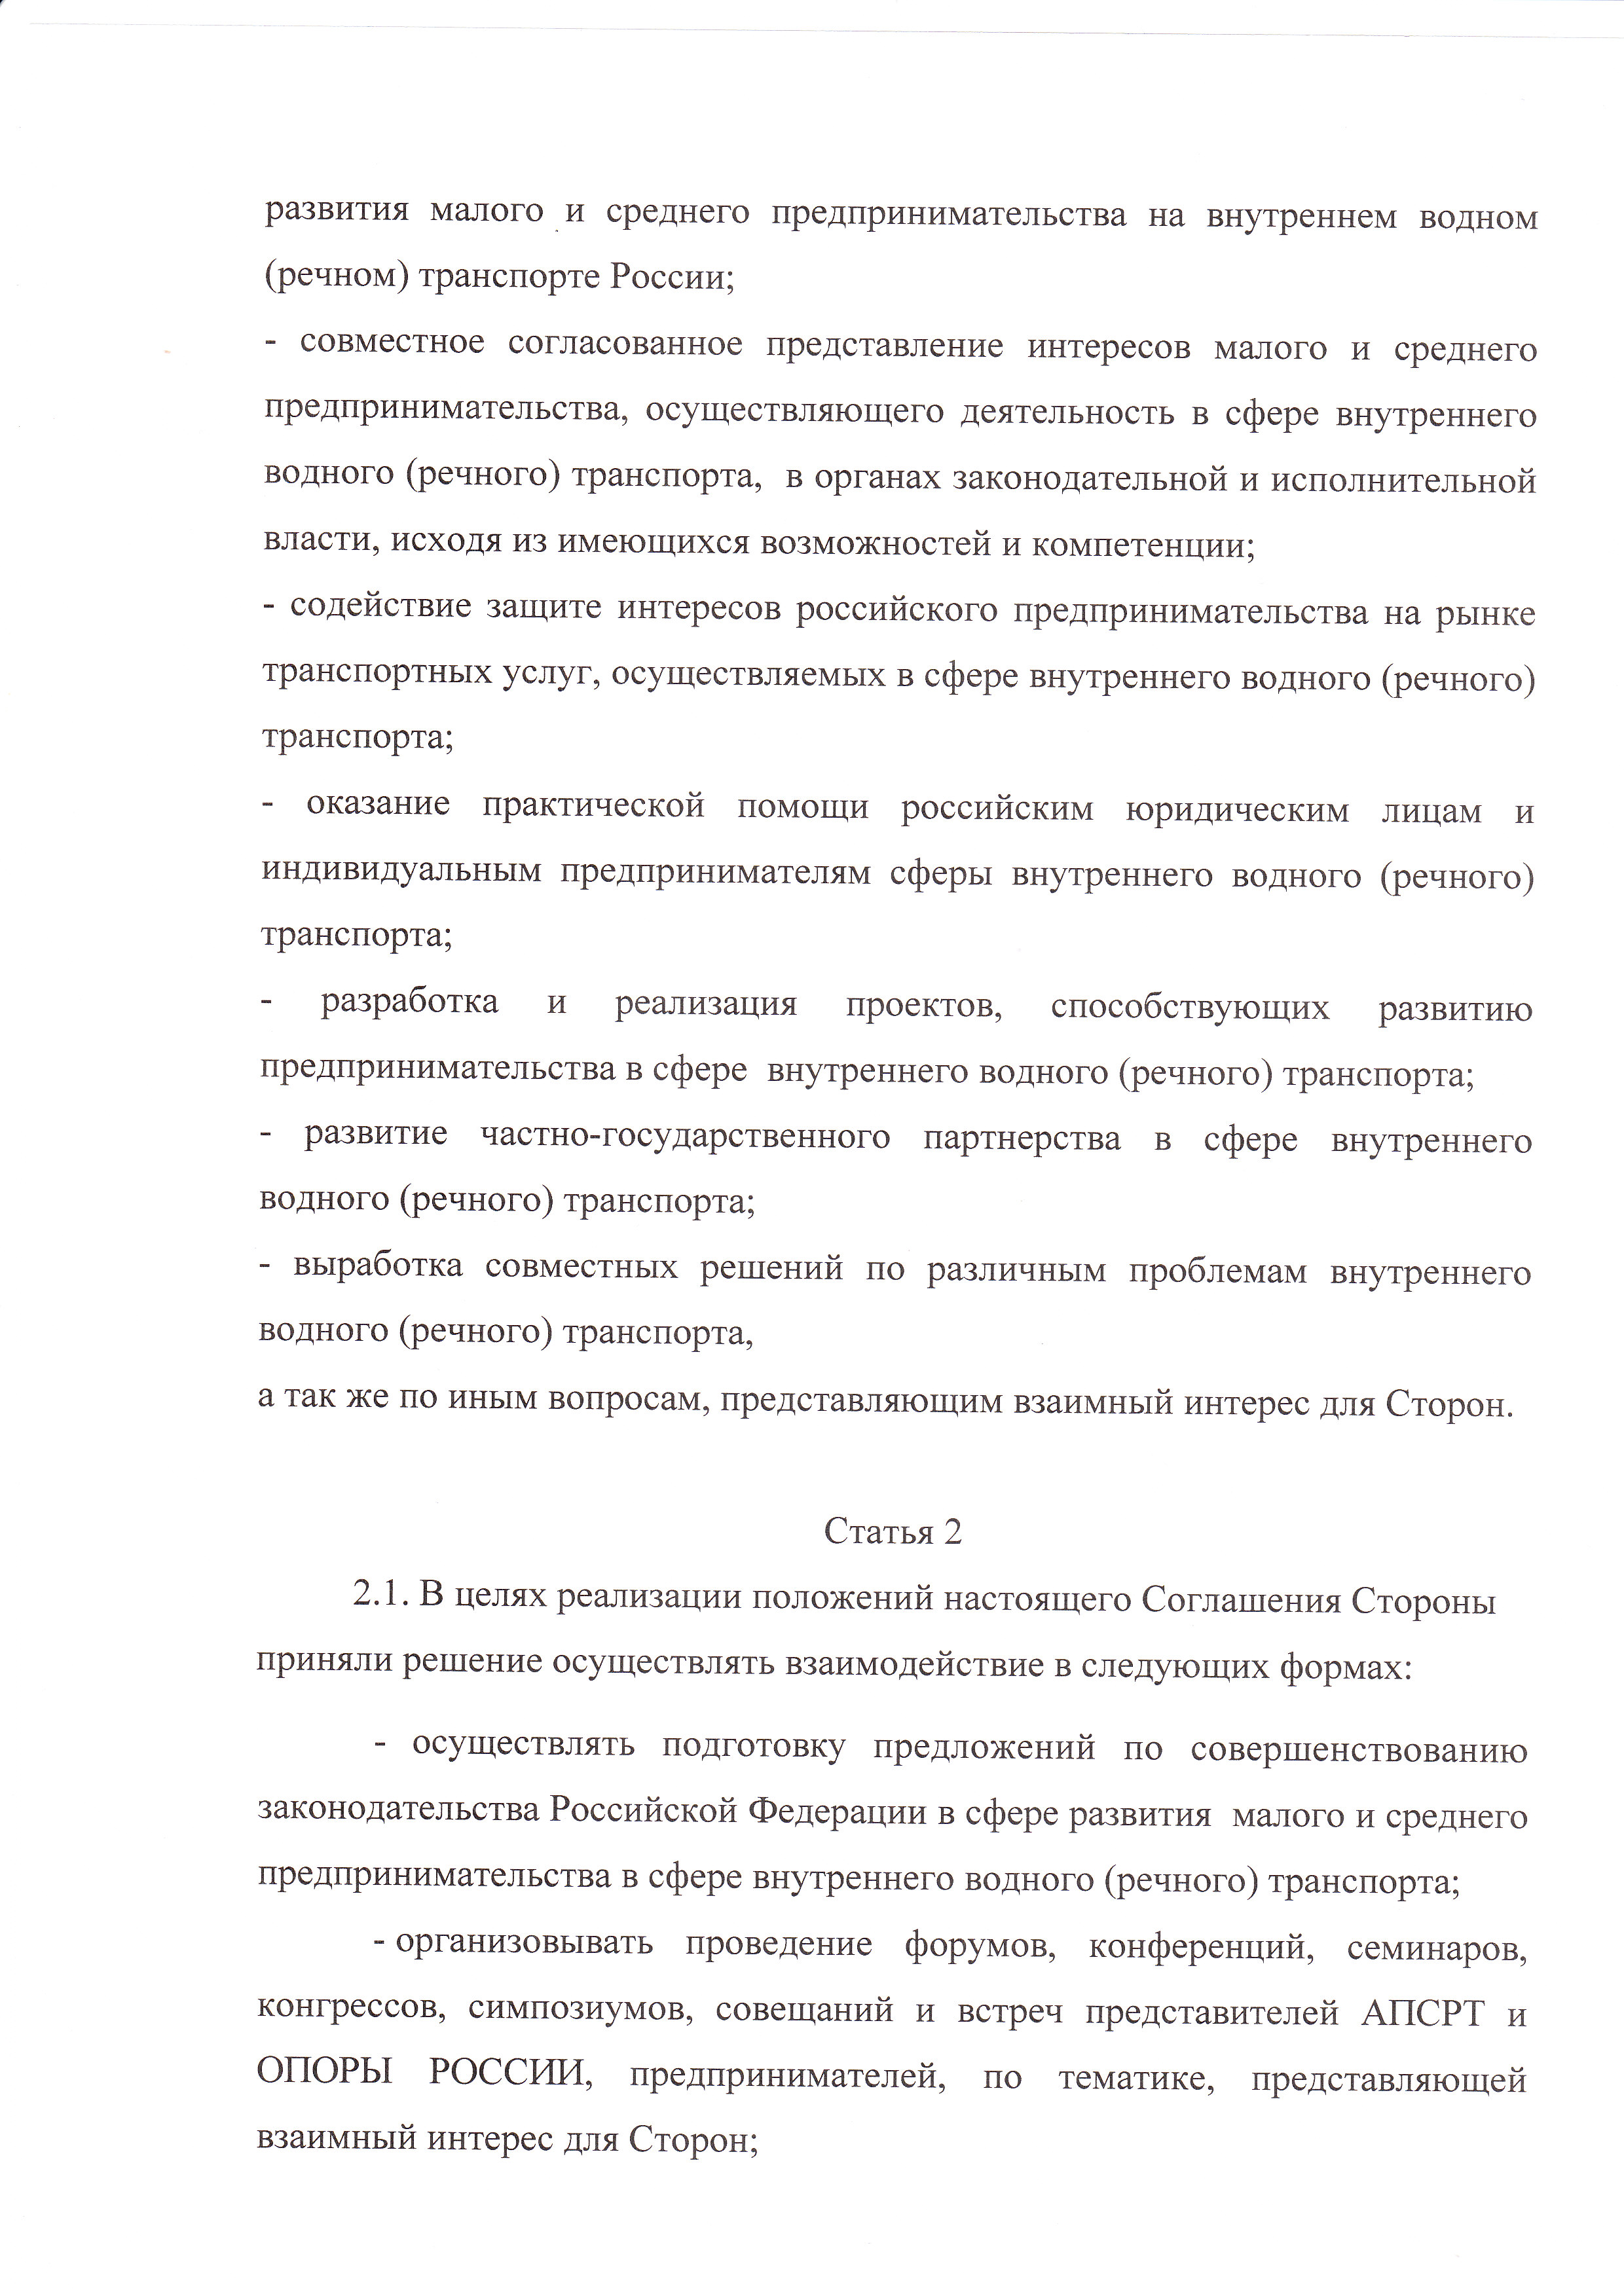 развития малого и среднего предпринимательства на внутреннем водном
(речном) транспорте России;
- совместное согласованное представление интересов малого и среднего
предпринимательства, осуществляющего деятельность в сфере внутреннего
водного (речного) транспорта, в органах законодательной и исполнительной
власти, исходя из имеющихся возможностей и компетенции;
- содействие защите интересов российского предпринимательства на рынке
транспортных услуг, осуществляемых в сфере внутреннего водного (речного)
транспорта;
- оказание практической помощи российским юридическим лицам и
индивидуальным предпринимателям сферы внутреннего водного (речного)
транспорта;
- разработка и реализация проектов, способствующих развитию
предпринимательства в сфере внутреннего водного (речного) транспорта;
- развитие частно-государственного партнерства в сфере внутреннего
водного (речного) транспорта;
- выработка совместных решений по различным проблемам внутреннего
водного (речного) транспорта,
а так же по иным вопросам, представляющим взаимный интерес для Сторон.
Статья 2
2.1. В целях реализации положений настоящего Соглашения Стороны
приняли решение осуществлять взаимодействие в следующих формах:
- осуществлять подготовку предложений по совершенствованию
законодательства Российской Федерации в сфере развития малого и среднего
предпринимательства в сфере внутреннего водного (речного) транспорта;
- организовывать проведение форумов, конференций, семинаров,
конгрессов, симпозиумов, совещаний и встреч представителей АПСРТ и
ОПОРЫ РОССИИ, предпринимателей, по тематике, представляющей
взаимный интерес для Сторон;